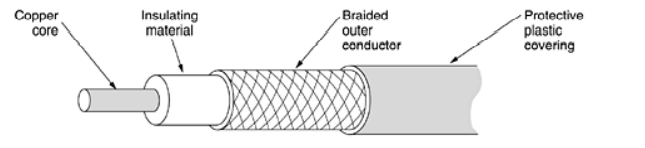 Copper
core
Insulating
material
Braided
outer
conductor
Protective
plastic
covering